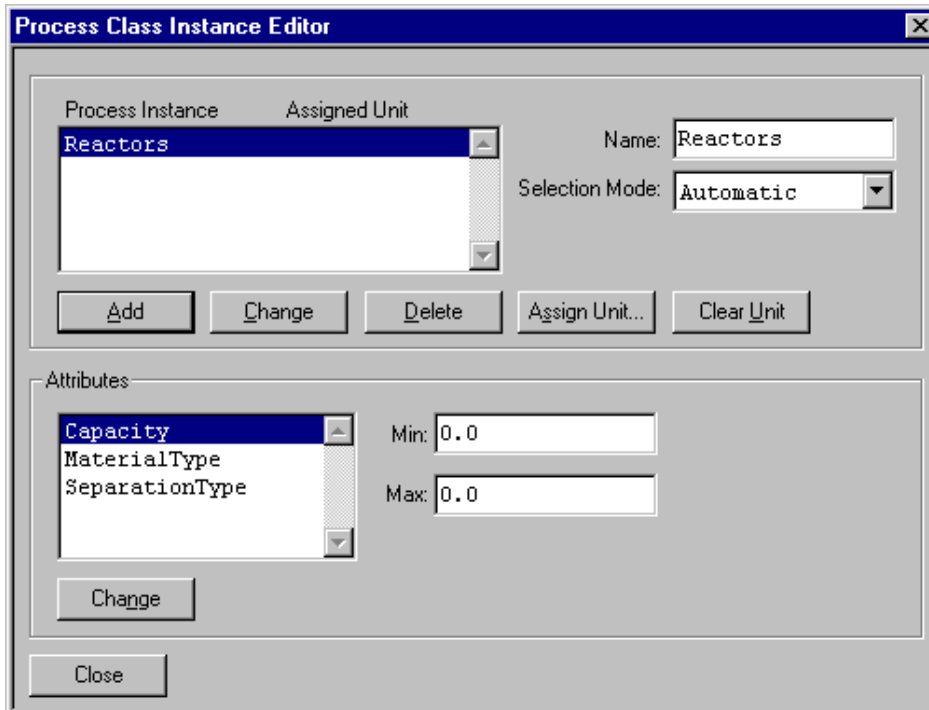 Process Class Instance Editor
Process Instance Assigned Unit
Reactors
Name: Reactors
Selection Mode: Automatic
Add Change Delete Assign Unit... Clear Unit
Attributes
Capacity
MaterialType
SeparationType
Min: 0.0
Max: 0.0
Change
Close